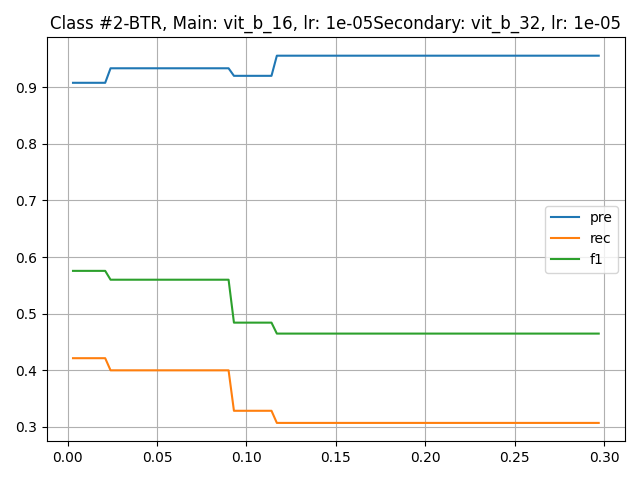 Class #2-BTR, Main: vit_b_16, lr: 1e-05Secondary: vit_b_32, lr: 1e-05
0.9
0.8
0.7
0.6
0.5
0.4
0.3
pre
rec
f1
0.00 0.05 0.10 0.15 0.20 0.25 0.30